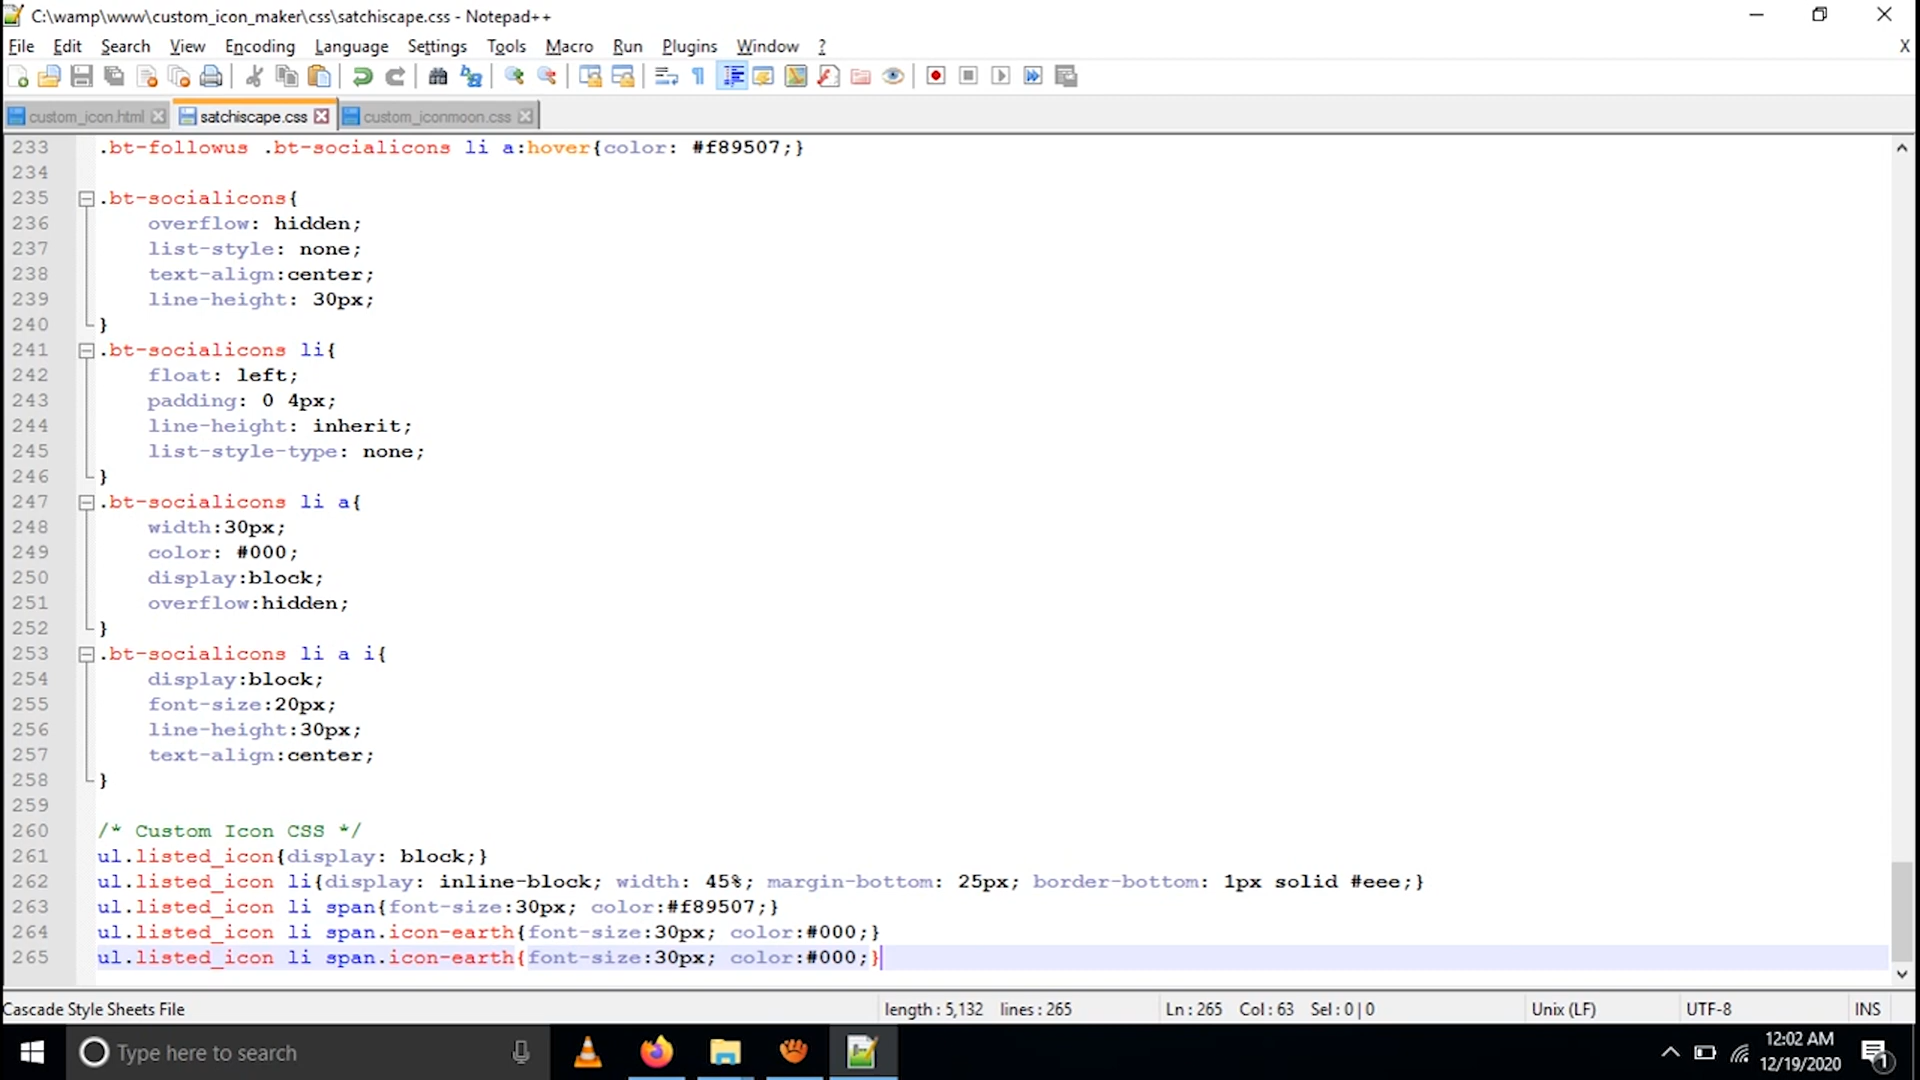 C:\wamp\www\custom_icon_maker\css\satchiscape.css - Notepad++
File Edit Search View Encoding Language Settings Tools Macro Run Plugins Window ? X
custom_icon.html satchiscape.css custom_iconmoon.css
233 .bt-followus .bt-socialicons li a:hover{color: #f89507;}
234
235 .bt-socialicons{
236 overflow: hidden;
237 list-style: none;
238 text-align:center;
239 line-height: 30px;
240 }
241 .bt-socialicons li{
242 float: left;
243 padding: 0 4px;
244 line-height: inherit;
245 list-style-type: none;
246 }
247 .bt-socialicons li a{
248 width:30px;
249 color: #000;
250 display:block;
251 overflow:hidden;
252 }
253 .bt-socialicons li a i{
254 display:block;
255 font-size:20px;
256 line-height:30px;
257 text-align:center;
258 }
259
260 /* Custom Icon CSS */
261 ul.listed_icon{display: block;}
262 ul.listed_icon li{display: inline-block; width: 45%; margin-bottom: 25px; border-bottom: 1px solid #eee;}
263 ul.listed_icon li span{font-size:30px; color:#f89507;}
264 ul.listed_icon li span.icon-earth{font-size:30px; color:#000;}
265 ul.listed_icon li span.icon-earth{font-size:30px; color:#000;}
Cascade Style Sheets File length : 5,132 lines : 265 Ln : 265 Col : 63 Sel : 0 | 0 Unix (LF) UTF-8 INS
Type here to search
12:02 AM
12/19/2020
1